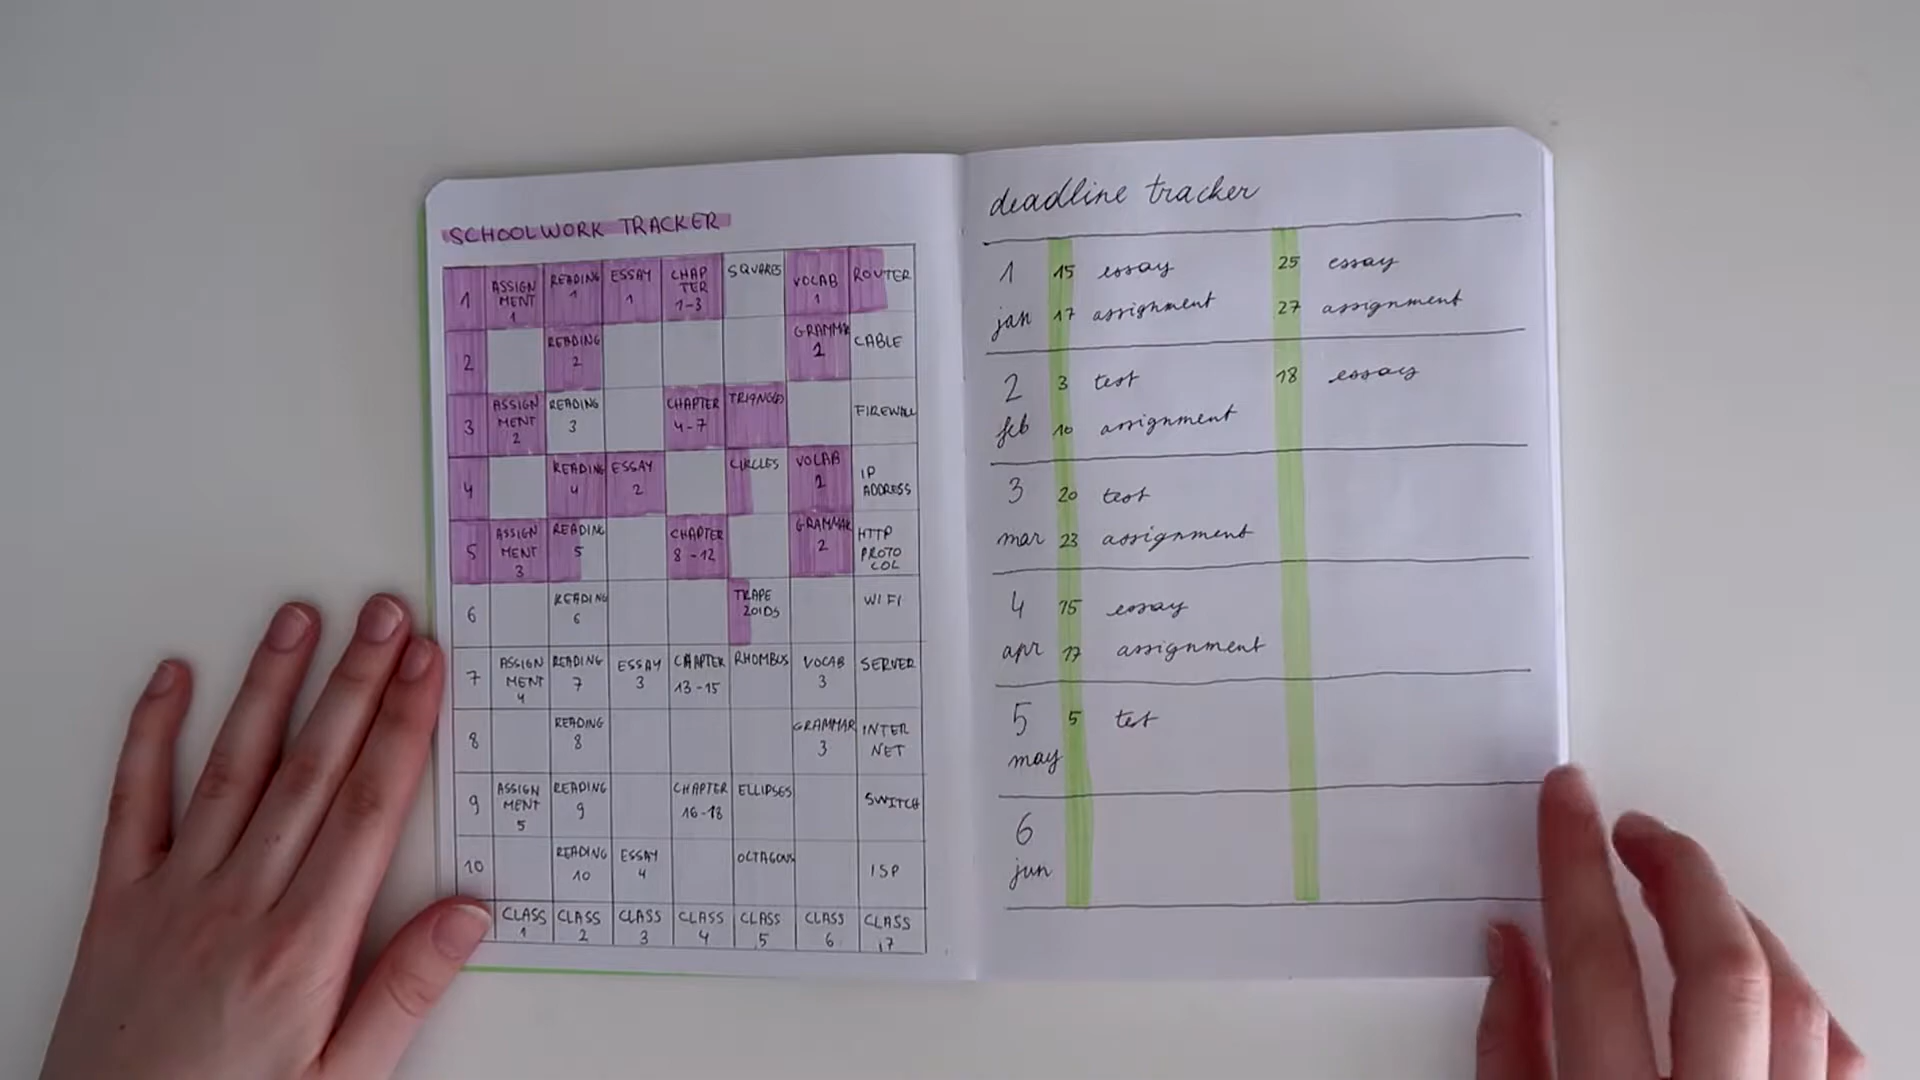 SCHOOLWORK TRACKER
1 ASSIGN MENT 1 READING 1 ESSAY 1 CHAP TER 1-3 SQUARES VOCAB 1 ROUTER
2 READING 2 GRAMMAR 1 CABLE
3 ASSIGN MENT 2 READING 3 CHAPTER 4-7 TRIANGLES FIREWALL
4 READING 4 ESSAY 2 CIRCLES VOCAB 2 IP ADDRESS
5 ASSIGN MENT 3 READING 5 CHAPTER 8-12 GRAMMAR 2 HTTP PROTO COL
6 READING 6 TRAPE ZOIDS WIFI
7 ASSIGN MENT 4 READING 7 ESSAY 3 CHAPTER 13-15 RHOMBUS VOCAB 3 SERVER
8 READING 8 GRAMMAR 3 INTER NET
9 ASSIGN MENT 5 READING 9 CHAPTER 16-18 ELLIPSES SWITCH
10 READING 10 ESSAY 4 OCTAGONS ISP
CLASS 1 CLASS 2 CLASS 3 CLASS 4 CLASS 5 CLASS 6 CLASS 7
deadline tracker
1 15 essay 25 essay
jan 17 assignment 27 assignment
2 3 test 18 essay
feb 10 assignment
3 20 test
mar 23 assignment
4 15 essay
apr 17 assignment
5 5 test
may
6
jun